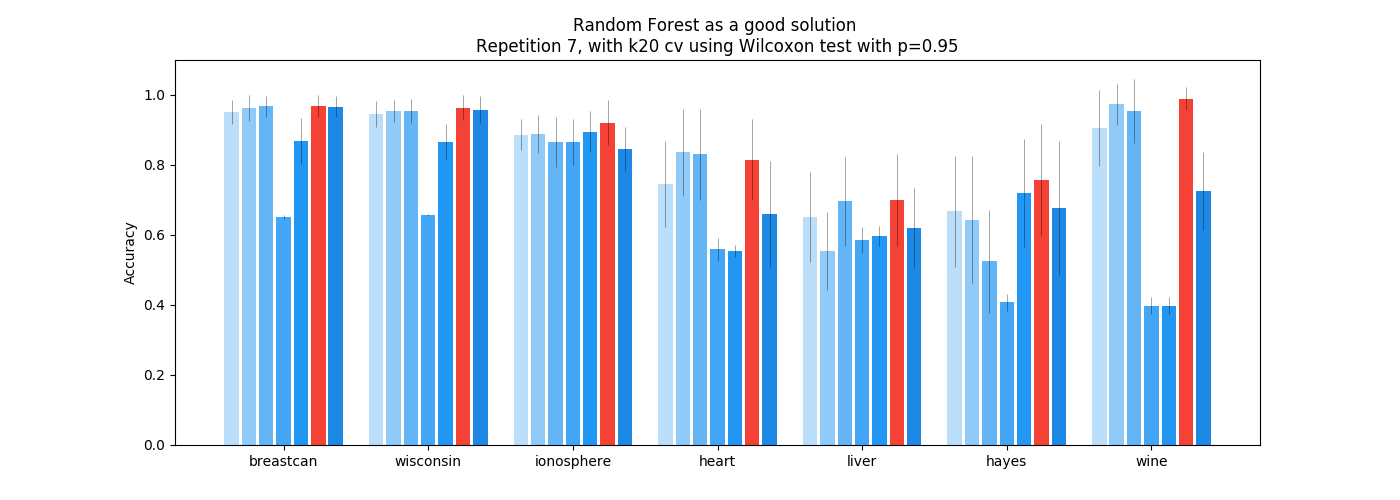 Random Forest as a good solution
Repetition 7, with k20 cv using Wilcoxon test with p=0.95
Accuracy
1.0
0.8
0.6
0.4
0.2
0.0
breastcan wisconsin ionosphere heart liver hayes wine